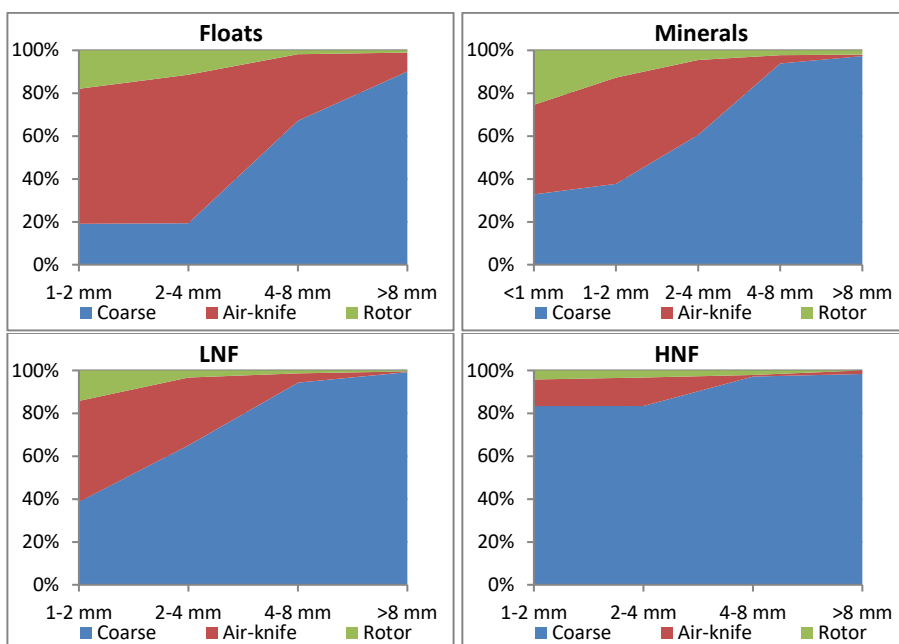 Floats
100%
80%
60%
40%
20%
0%
1-2 mm 2-4 mm 4-8 mm >8 mm
Coarse Air-knife Rotor
Minerals
100%
80%
60%
40%
20%
0%
<1 mm 1-2 mm 2-4 mm 4-8 mm >8 mm
Coarse Air-knife Rotor
LNF
100%
80%
60%
40%
20%
0%
1-2 mm 2-4 mm 4-8 mm >8 mm
Coarse Air-knife Rotor
HNF
100%
80%
60%
40%
20%
0%
1-2 mm 2-4 mm 4-8 mm >8 mm
Coarse Air-knife Rotor